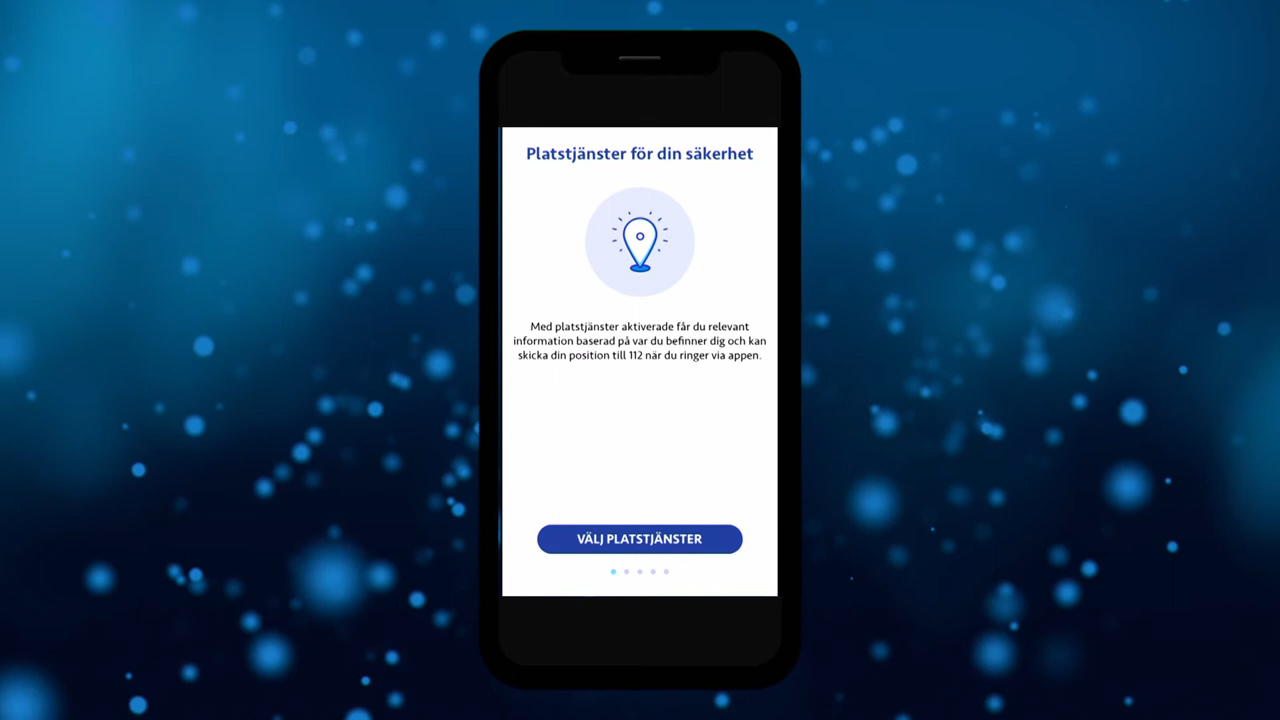 Platstjänster för din säkerhet
Med platstjänster aktiverade får du relevant
information baserad på var du befinner dig och kan
skicka din position till 112 när du ringer via appen.
VÄLJ PLATSTJÄNSTER